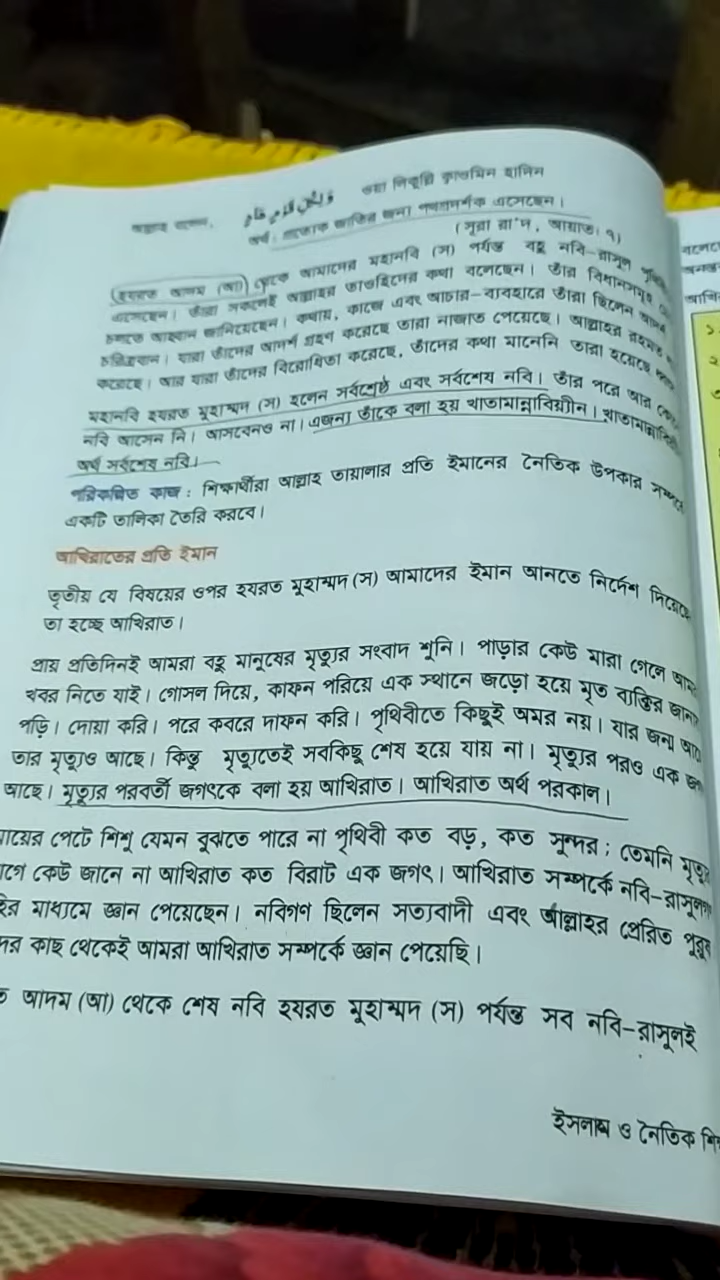 আল্লাহ বলেন, وَلِكُلِّ قَوْمٍ هَادٍ ওয়া লিকুল্লি কাওমিন হাদিন
অর্থ : প্রত্যেক জাতির জন্য পথপ্রদর্শক এসেছেন।
(সূরা রা'দ, আয়াত: ৭)
হযরত আদম (আ) থেকে আমাদের মহানবি (স) পর্যন্ত বহু নবি-রাসুল
এসেছেন। তাঁরা সকলেই আল্লাহর তাওহিদের কথা বলেছেন। তাঁর বিধানসমূহ
চলতে আহবান জানিয়েছেন। কথায়, কাজে এবং আচার-ব্যবহারে তাঁরা ছিলেন আদর্শ
চরিত্রবান। যারা তাঁদের আদর্শ গ্রহণ করেছে তারা নাজাত পেয়েছে। আল্লাহর রহমত
করেছে। আর যারা তাঁদের বিরোধিতা করেছে, তাঁদের কথা মানেনি তারা হয়েছে
মহানবি হযরত মুহাম্মদ (স) হলেন সর্বশ্রেষ্ঠ এবং সর্বশেষ নবি। তাঁর পরে আর
নবি আসেন নি। আসবেনও না। এজন্য তাঁকে বলা হয় খাতামান্নাবিয়্যীন। খাতামান্নাবি
অর্থ সর্বশেষ নবি।
পরিকল্পিত কাজ : শিক্ষার্থীরা আল্লাহ তায়ালার প্রতি ইমানের নৈতিক উপকার সম্পর্কে
একটি তালিকা তৈরি করবে।
আখিরাতের প্রতি ইমান
তৃতীয় যে বিষয়ের ওপর হযরত মুহাম্মদ (স) আমাদের ইমান আনতে নির্দেশ দিয়েছে
তা হচ্ছে আখিরাত।
প্রায় প্রতিদিনই আমরা বহু মানুষের মৃত্যুর সংবাদ শুনি। পাড়ার কেউ মারা গেলে আম
খবর নিতে যাই। গোসল দিয়ে, কাফন পরিয়ে এক স্থানে জড়ো হয়ে মৃত ব্যক্তির জানা
পড়ি। দোয়া করি। পরে কবরে দাফন করি। পৃথিবীতে কিছুই অমর নয়। যার জন্ম আছে
তার মৃত্যুও আছে। কিন্তু মৃত্যুতেই সবকিছু শেষ হয়ে যায় না। মৃত্যুর পরও এক জগ
আছে। মৃত্যুর পরবর্তী জগৎকে বলা হয় আখিরাত। আখিরাত অর্থ পরকাল।
মায়ের পেটে শিশু যেমন বুঝতে পারে না পৃথিবী কত বড়, কত সুন্দর; তেমনি মৃত্যুর
গে কেউ জানে না আখিরাত কত বিরাট এক জগৎ। আখিরাত সম্পর্কে নবি-রাসুলগণ
হির মাধ্যমে জ্ঞান পেয়েছেন। নবিগণ ছিলেন সত্যবাদী এবং আল্লাহর প্রেরিত পুরুষ
দের কাছ থেকেই আমরা আখিরাত সম্পর্কে জ্ঞান পেয়েছি।
ত আদম (আ) থেকে শেষ নবি হযরত মুহাম্মদ (স) পর্যন্ত সব নবি-রাসুলই
ইসলাম ও নৈতিক শি